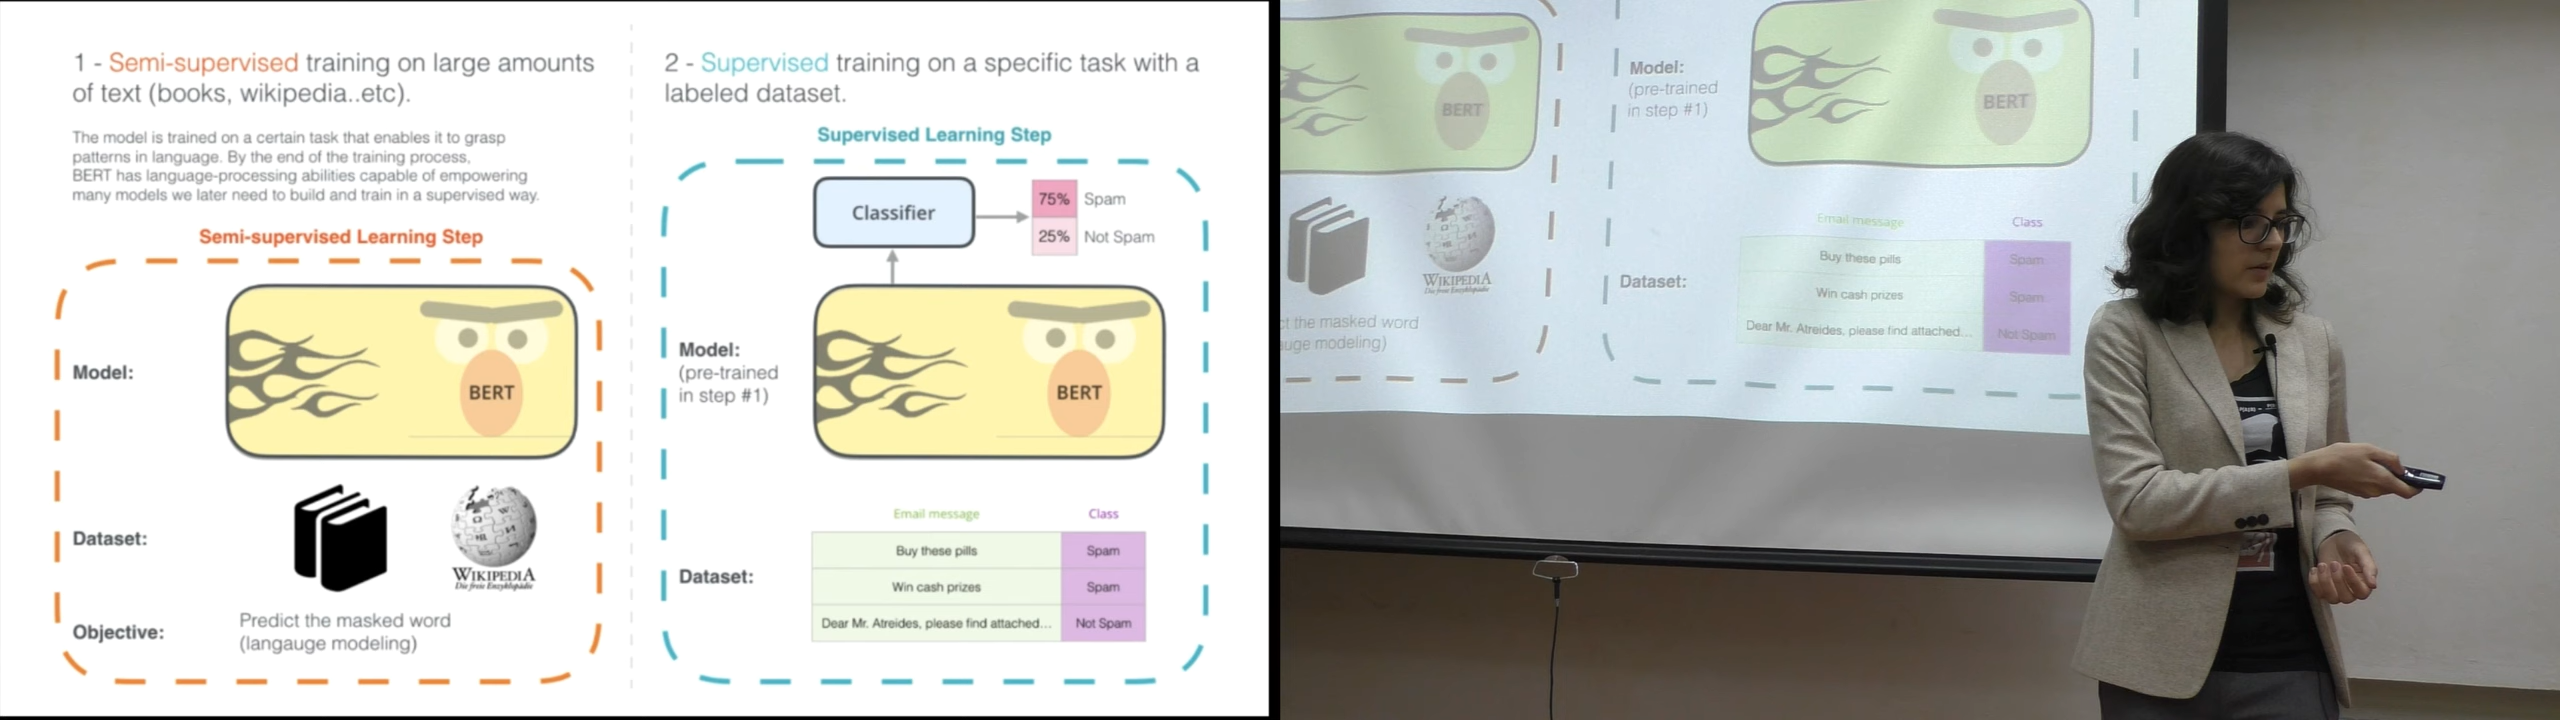 1 - Semi-supervised training on large amounts
of text (books, wikipedia..etc).
The model is trained on a certain task that enables it to grasp
patterns in language. By the end of the training process,
BERT has language-processing abilities capable of empowering
many models we later need to build and train in a supervised way.
Semi-supervised Learning Step
Model:
BERT
Dataset:
WIKIPEDIA
Die freie Enzyklopädie
Objective:
Predict the masked word
(langauge modeling)
2 - Supervised training on a specific task with a
labeled dataset.
Supervised Learning Step
Classifier
75% Spam
25% Not Spam
Model:
(pre-trained
in step #1)
BERT
Email message Class
Dataset:
Buy these pills Spam
Win cash prizes Spam
Dear Mr. Atreides, please find attached... Not Spam
BERT
WIKIPEDIA
Die freie Enzyklopädie
ct the masked word
auge modeling)
Model:
(pre-trained
in step #1)
BERT
Email message Class
Dataset:
Buy these pills Spam
Win cash prizes Spam
Dear Mr. Atreides, please find attached... Not Spam